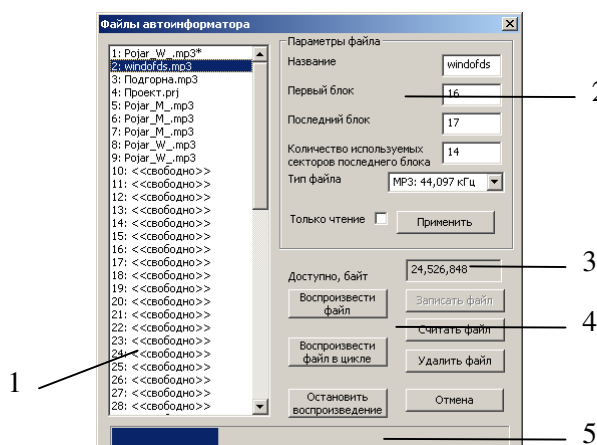 Файлы автоинформатора
1: Pojar_W_.mp3*
2: windofds.mp3
3: Подгорна.mp3
4: Проект.prj
5: Pojar_M_.mp3
6: Pojar_M_.mp3
7: Pojar_M_.mp3
8: Pojar_W_.mp3
9: Pojar_W_.mp3
10: <<свободно>>
11: <<свободно>>
12: <<свободно>>
13: <<свободно>>
14: <<свободно>>
15: <<свободно>>
16: <<свободно>>
17: <<свободно>>
18: <<свободно>>
19: <<свободно>>
20: <<свободно>>
21: <<свободно>>
22: <<свободно>>
23: <<свободно>>
24: <<свободно>>
25: <<свободно>>
26: <<свободно>>
27: <<свободно>>
28: <<свободно>>
Параметры файла
Название windofds
Первый блок 16
Последний блок 17
Количество используемых
секторов последнего блока 14
Тип файла MP3: 44,097 кГц
Только чтение Применить
Доступно, байт 24,526,848
Воспроизвести
файл
Записать файл
Считать файл
Воспроизвести
файл в цикле
Удалить файл
Остановить
воспроизведение
Отмена
1
2
3
4
5